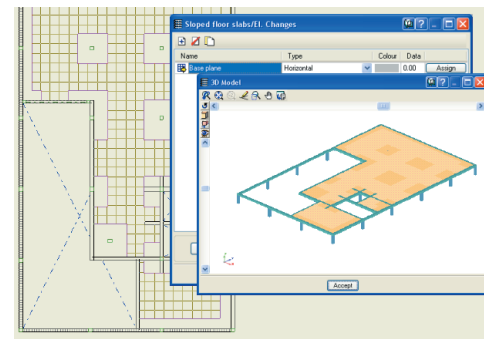 Sloped floor slabs/El. Changes
Name Type Colour Data
Base plane Horizontal 0.00 Assign
3D Model
Accept